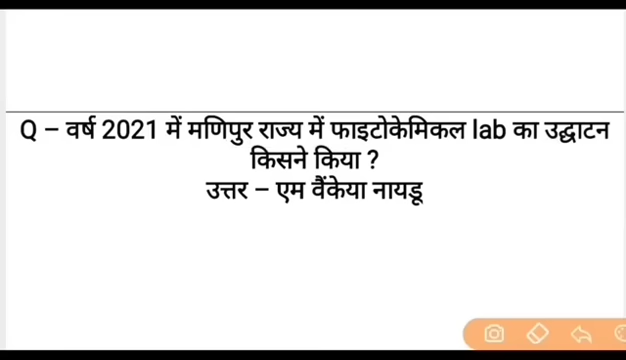 Q – वर्ष 2021 में मणिपुर राज्य में फाइटोकेमिकल lab का उद्घाटन
किसने किया ?
उत्तर – एम वैंकेया नायडू